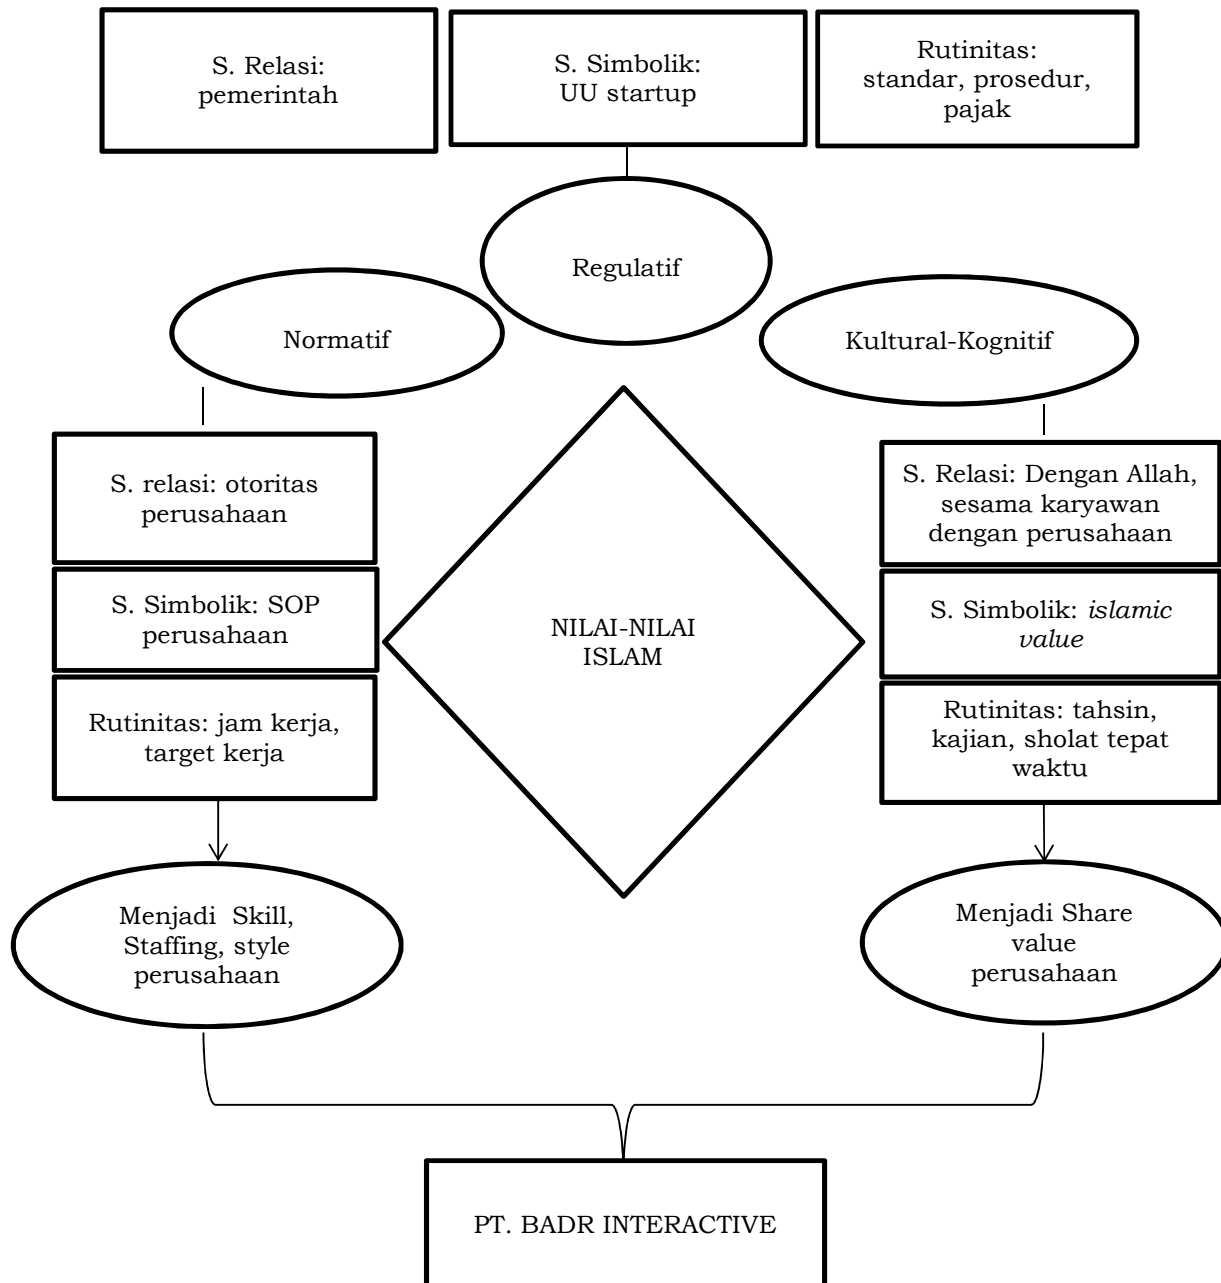 S. Relasi:
pemerintah
S. Simbolik:
UU startup
Rutinitas:
standar, prosedur,
pajak
Regulatif
Normatif
Kultural-Kognitif
S. relasi: otoritas
perusahaan
S. Simbolik: SOP
perusahaan
Rutinitas: jam kerja,
target kerja
NILAI-NILAI
ISLAM
S. Relasi: Dengan Allah,
sesama karyawan
dengan perusahaan
S. Simbolik: islamic
value
Rutinitas: tahsin,
kajian, sholat tepat
waktu
Menjadi Skill,
Staffing, style
perusahaan
Menjadi Share
value
perusahaan
PT. BADR INTERACTIVE